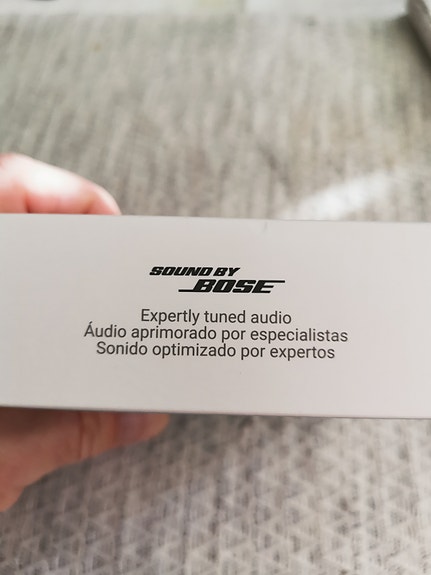 SOUND BY
BOSE
Expertly tuned audio
Áudio aprimorado por especialistas
Sonido optimizado por expertos